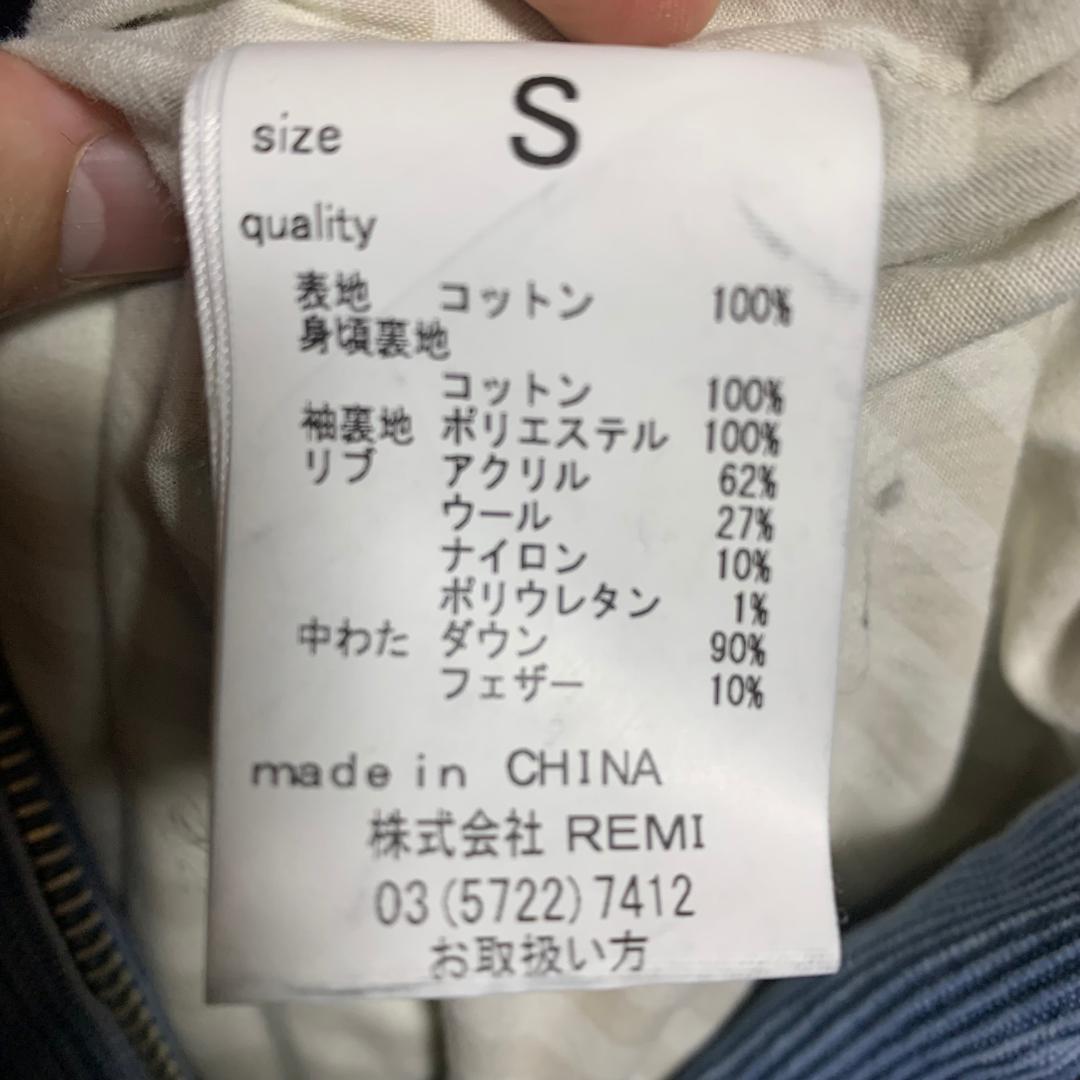 size S
quality
表地 コットン 100%
身頃裏地
コットン 100%
袖裏地 ポリエステル 100%
リブ アクリル 62%
ウール 27%
ナイロン 10%
ポリウレタン 1%
中わた ダウン 90%
フェザー 10%
made in CHINA
株式会社 REMI
03(5722)7412
お取扱い方